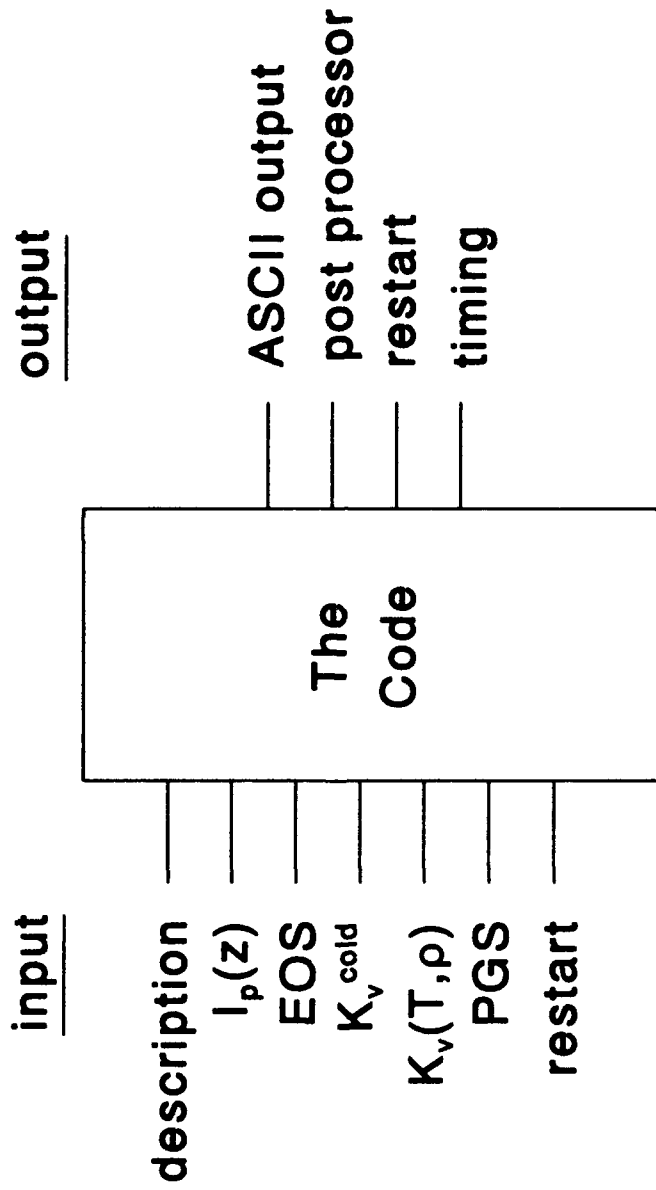 input
description
I_p(z)
EOS
K_v^cold
K_v(T,ρ)
PGS
restart
The
Code
output
ASCII output
post processor
restart
timing